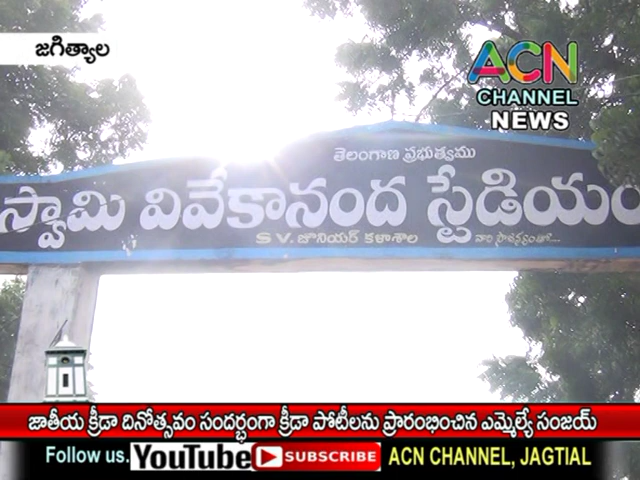 జగిత్యాల
ACN
CHANNEL
NEWS
తెలంగాణ ప్రభుత్వము
స్వామి వివేకానంద స్టేడియం
S.V. జూనియర్ కళాశాల వారి సౌజన్యంతో....
జాతీయ క్రీడా దినోత్సవం సందర్భంగా క్రీడా పోటీలను ప్రారంభించిన ఎమ్మెల్యే సంజయ్
Follow us. YouTube SUBSCRIBE ACN CHANNEL, JAGTIAL